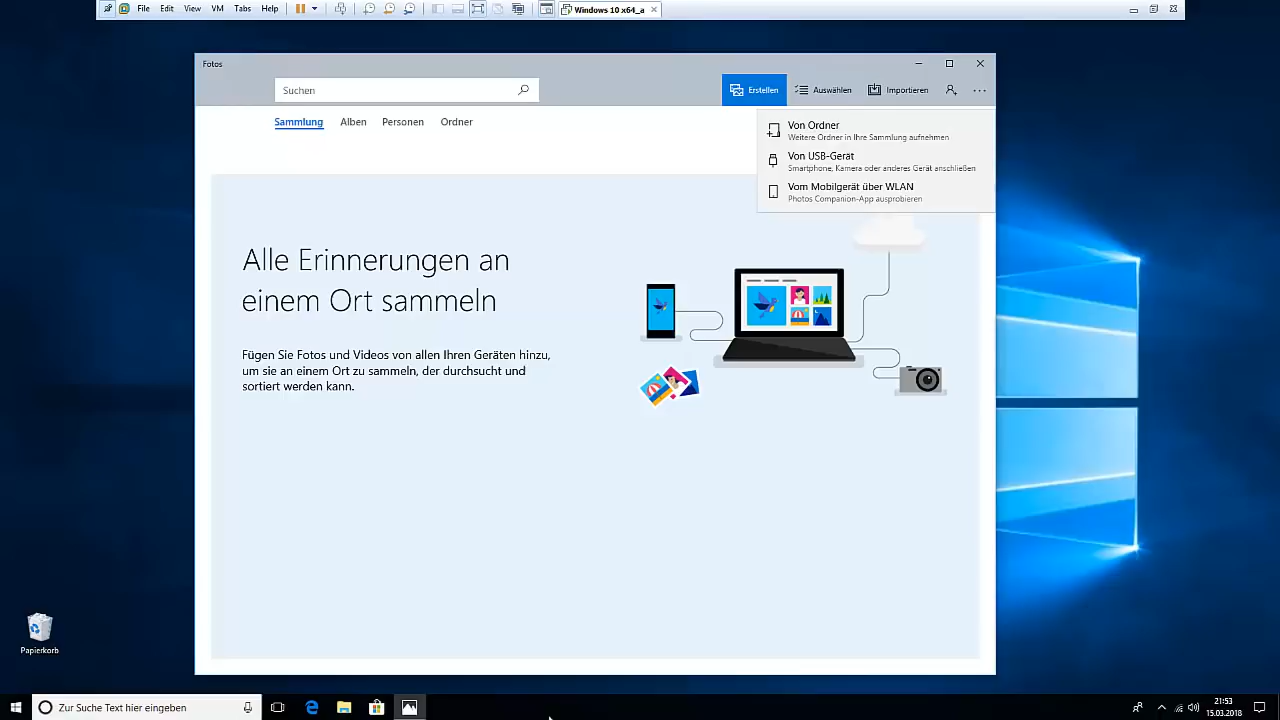 File Edit View VM Tabs Help
Windows 10 x64_a
Fotos
Suchen
Erstellen
Auswählen
Importieren
Sammlung
Alben
Personen
Ordner
Von Ordner
Weitere Ordner in Ihre Sammlung aufnehmen
Von USB-Gerät
Smartphone, Kamera oder anderes Gerät anschließen
Vom Mobilgerät über WLAN
Photos Companion-App ausprobieren
Alle Erinnerungen an
einem Ort sammeln
Fügen Sie Fotos und Videos von allen Ihren Geräten hinzu,
um sie an einem Ort zu sammeln, der durchsucht und
sortiert werden kann.
Papierkorb
Zur Suche Text hier eingeben
21:53
15.03.2018